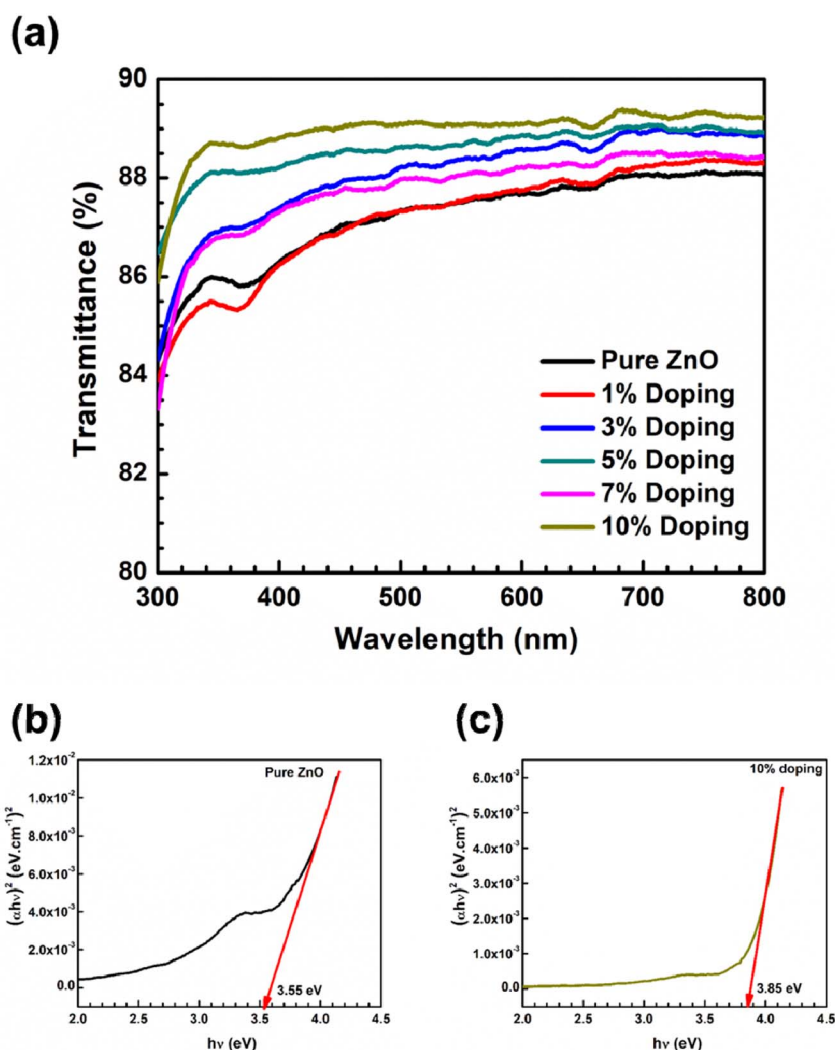 (a)
90
88
86
84
82
80
Transmittance (%)
Pure ZnO
1% Doping
3% Doping
5% Doping
7% Doping
10% Doping
300 400 500 600 700 800
Wavelength (nm)
(b)
1.2x10⁻²
1.0x10⁻²
8.0x10⁻³
6.0x10⁻³
4.0x10⁻³
2.0x10⁻³
0.0
(αhν)² (eV.cm⁻¹)²
Pure ZnO
3.55 eV
2.0 2.5 3.0 3.5 4.0 4.5
hν (eV)
(c)
6.0x10⁻³
5.0x10⁻³
4.0x10⁻³
3.0x10⁻³
2.0x10⁻³
1.0x10⁻³
0.0
(αhν)² (eV.cm⁻¹)²
10% doping
3.85 eV
2.0 2.5 3.0 3.5 4.0 4.5
hν (eV)